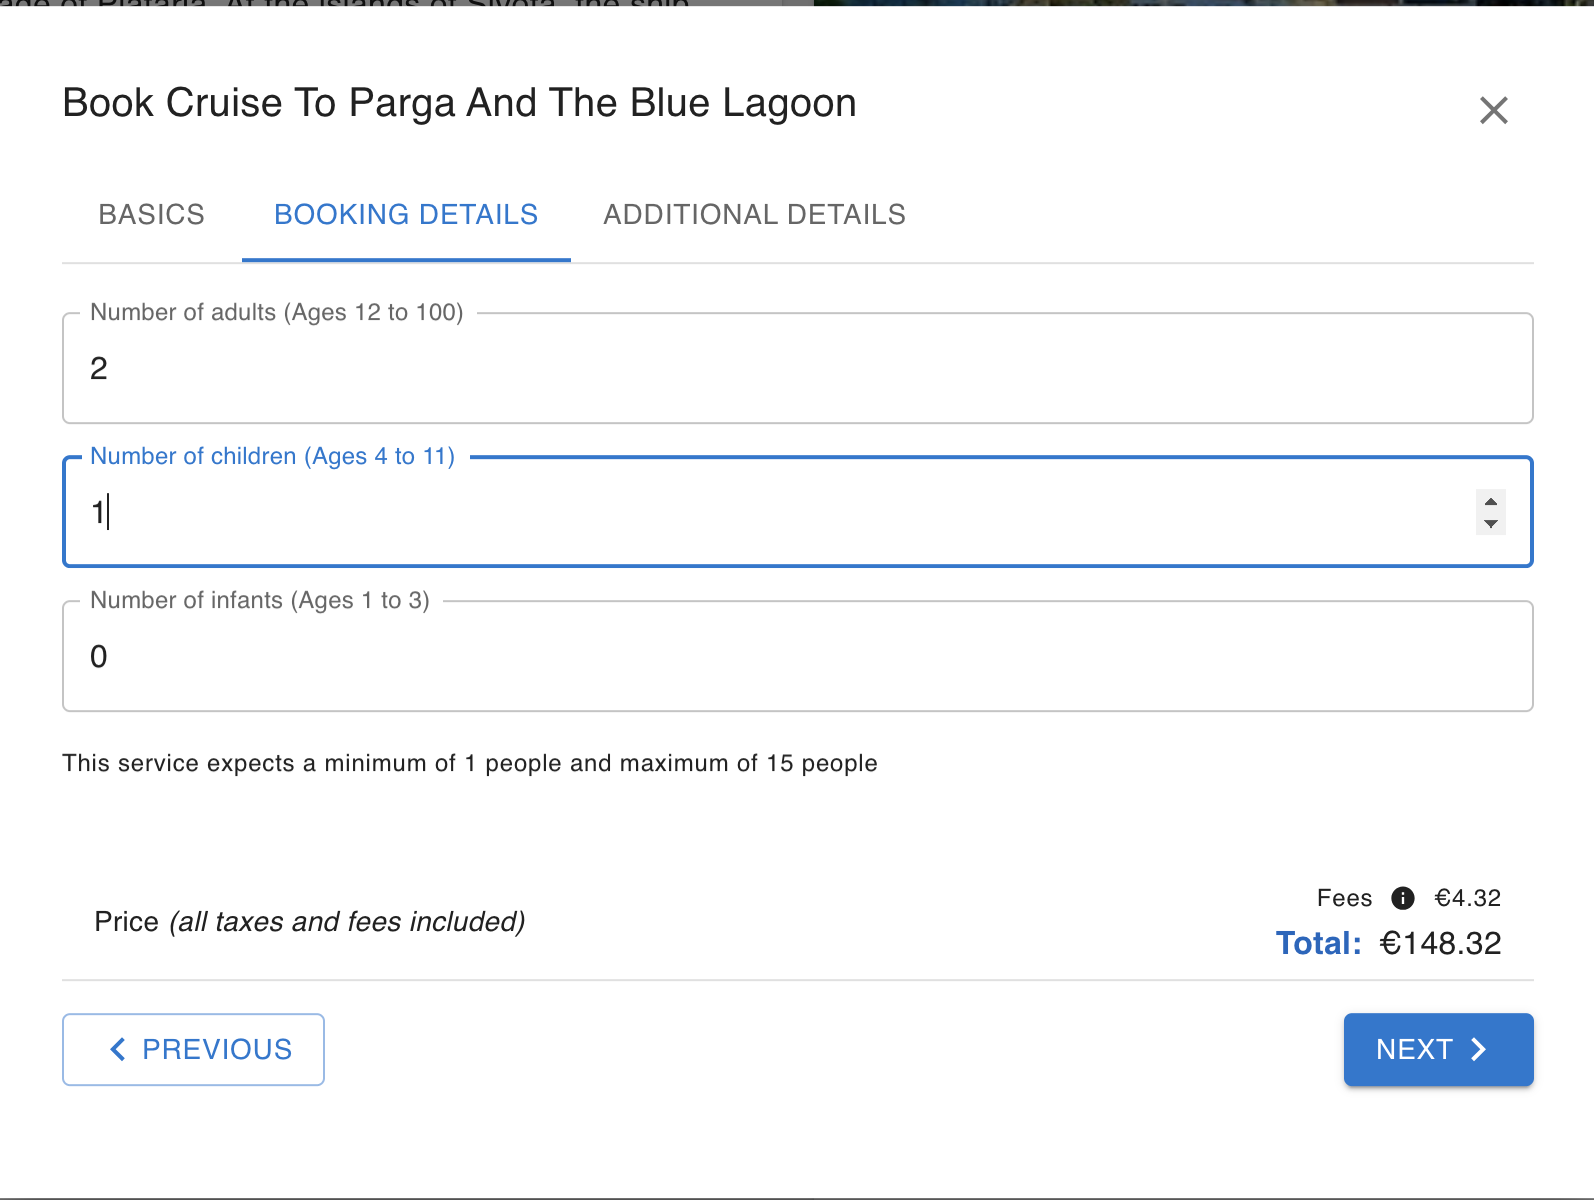 Book Cruise To Parga And The Blue Lagoon
BASICS
BOOKING DETAILS
ADDITIONAL DETAILS
Number of adults (Ages 12 to 100)
2
Number of children (Ages 4 to 11)
1
Number of infants (Ages 1 to 3)
0
This service expects a minimum of 1 people and maximum of 15 people
Fees €4.32
Price (all taxes and fees included)
Total: €148.32
PREVIOUS
NEXT